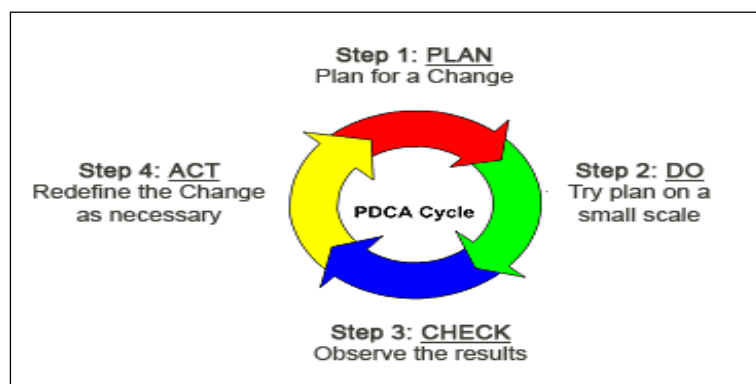 Step 1: PLAN
Plan for a Change
Step 2: DO
Try plan on a
small scale
Step 3: CHECK
Observe the results
Step 4: ACT
Redefine the Change
as necessary
PDCA Cycle